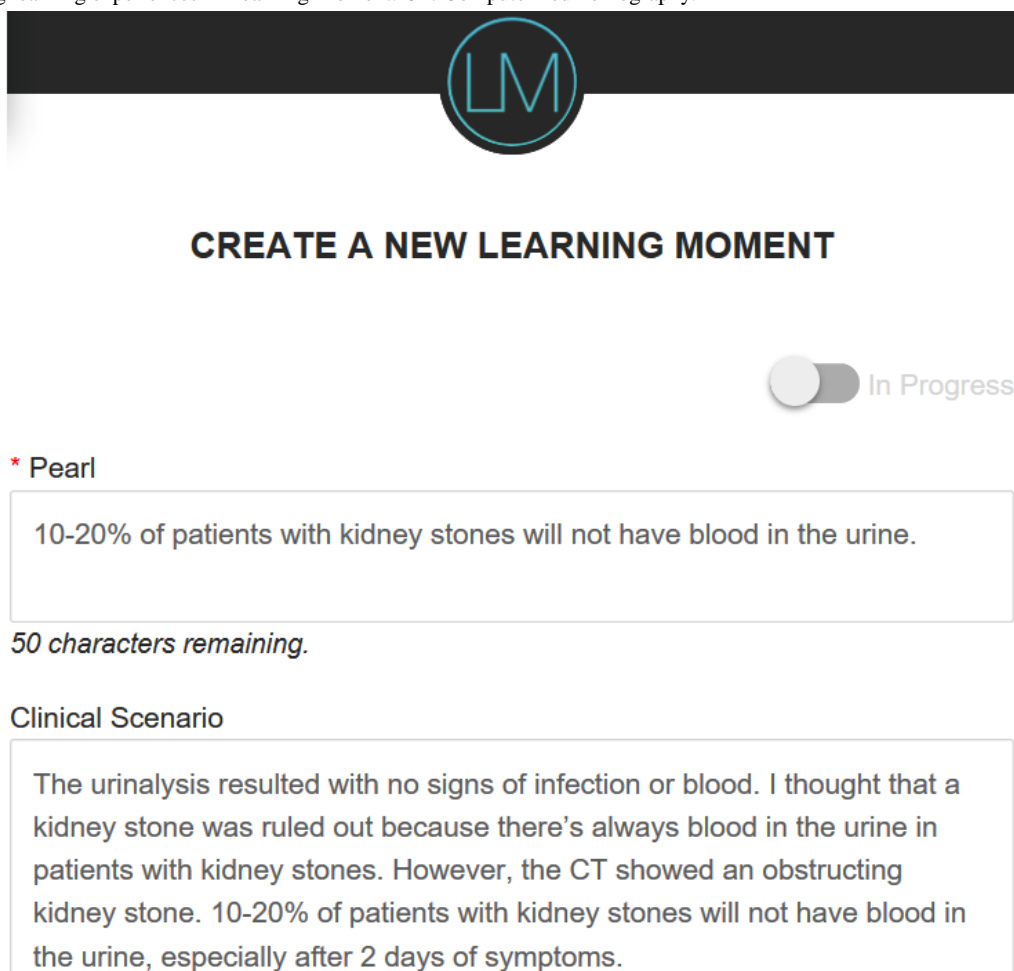 LM
CREATE A NEW LEARNING MOMENT
In Progress
* Pearl
10-20% of patients with kidney stones will not have blood in the urine.
50 characters remaining.
Clinical Scenario
The urinalysis resulted with no signs of infection or blood. I thought that a
kidney stone was ruled out because there’s always blood in the urine in
patients with kidney stones. However, the CT showed an obstructing
kidney stone. 10-20% of patients with kidney stones will not have blood in
the urine, especially after 2 days of symptoms.